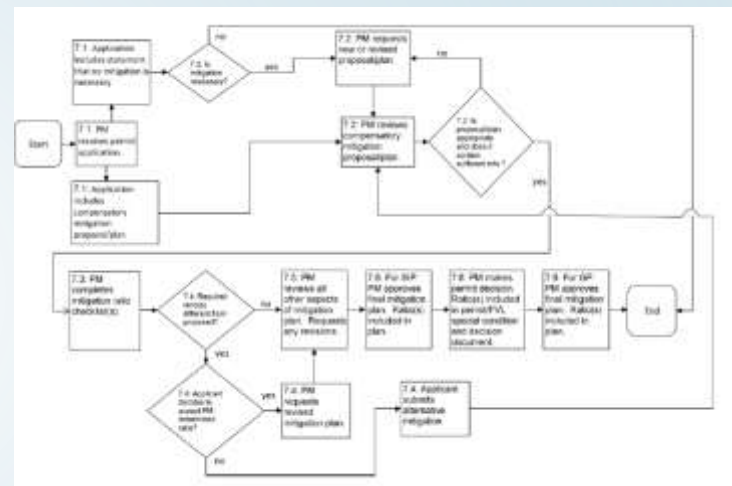 7.1: Application
includes statement
that no mitigation is
necessary
7.2: Is
mitigation
necessary?
no
yes
7.2: PM requests
new or revised
proposal/plan
no
Start
7.1: PM
receives permit
application.
7.2: PM reviews
compensatory
mitigation
proposal/plan
7.2: Is
proposal/plan
appropriate
and does it
contain
sufficient info?
yes
7.1: Application
includes
compensatory
mitigation
proposal/plan
7.3: PM
completes
mitigation ratio
checklist(s)
7.4: Required
ratio(s)
different from
proposed?
no
yes
7.5: PM
reviews all
other aspects
of mitigation
plan. Requests
any revisions.
7.6: For
PM approves
final mitigation
plan. Ratio(s)
included in
plan.
7.8: PM makes
permit decision.
Ratio(s) included
in permit/
special condition
and decision
document.
7.9: For GP:
PM approves
final mitigation
plan. Ratio(s)
included in plan.
End
7.4: Applicant
decides to
accept PM
determined
ratio?
yes
no
7.4: PM
requests
revised
mitigation plan.
7.4: Applicant
submits
alternative
mitigation.